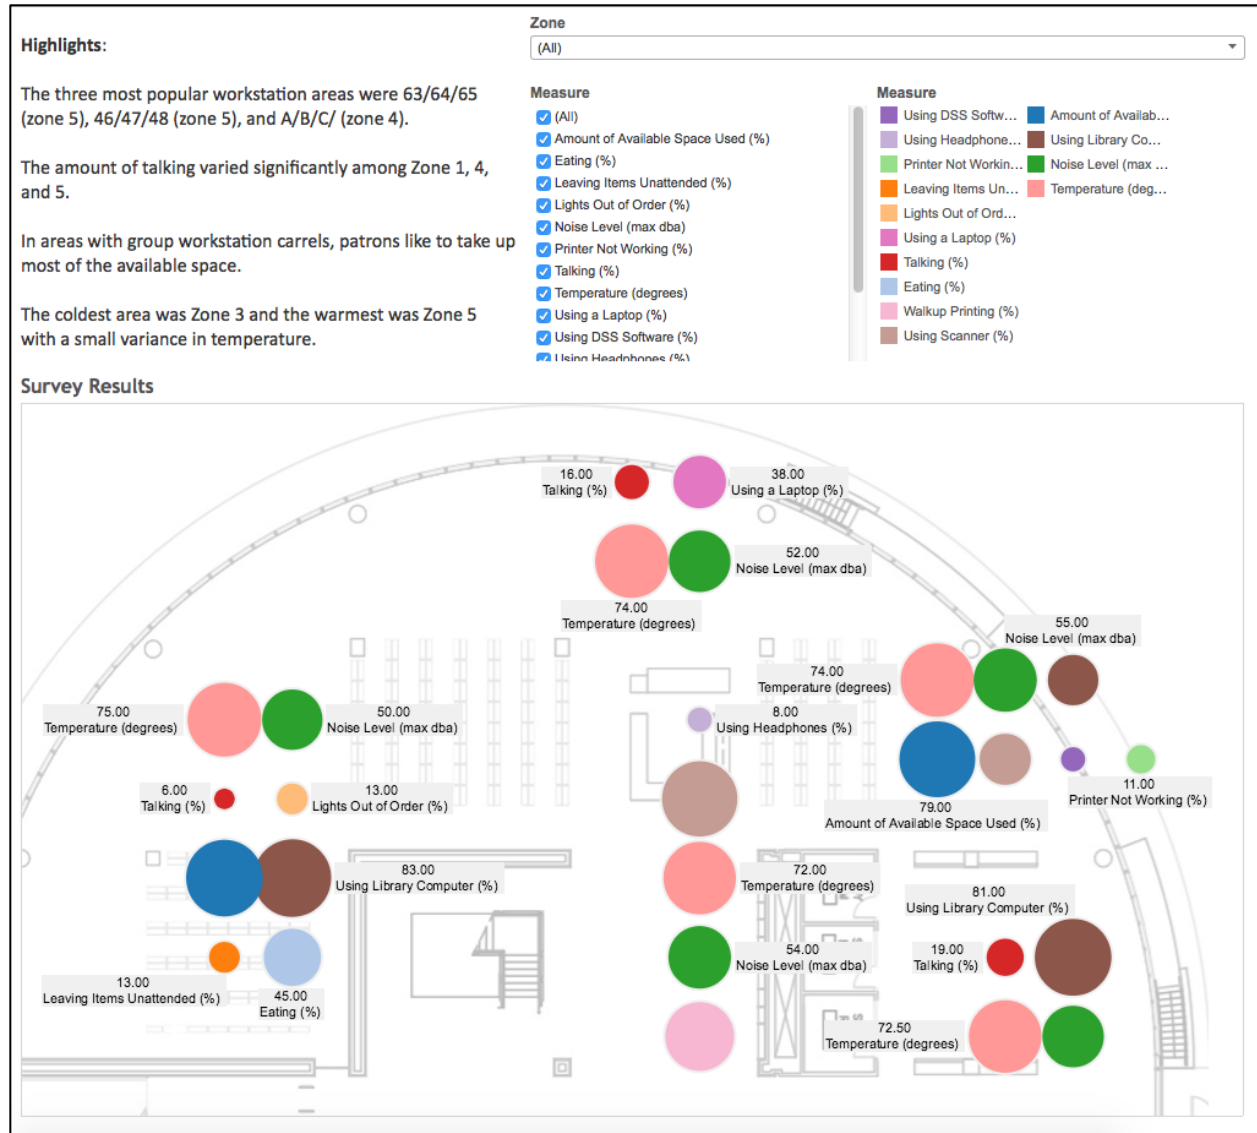 Highlights:
The three most popular workstation areas were 63/64/65
(zone 5), 46/47/48 (zone 5), and A/B/C/ (zone 4).
The amount of talking varied significantly among Zone 1, 4,
and 5.
In areas with group workstation carrels, patrons like to take up
most of the available space.
The coldest area was Zone 3 and the warmest was Zone 5
with a small variance in temperature.
Zone
(All)
Measure
(All)
Amount of Available Space Used (%)
Eating (%)
Leaving Items Unattended (%)
Lights Out of Order (%)
Noise Level (max dba)
Printer Not Working (%)
Talking (%)
Temperature (degrees)
Using a Laptop (%)
Using DSS Software (%)
Using Headphones (%)
Measure
Using DSS Softw...
Using Headphone...
Printer Not Workin...
Leaving Items Un...
Lights Out of Ord...
Using a Laptop (%)
Talking (%)
Eating (%)
Walkup Printing (%)
Using Scanner (%)
Amount of Availab...
Using Library Co...
Noise Level (max ...
Temperature (deg...
Survey Results
16.00
Talking (%)
38.00
Using a Laptop (%)
52.00
Noise Level (max dba)
74.00
Temperature (degrees)
55.00
Noise Level (max dba)
74.00
Temperature (degrees)
75.00
Temperature (degrees)
50.00
Noise Level (max dba)
8.00
Using Headphones (%)
6.00
Talking (%)
13.00
Lights Out of Order (%)
11.00
Printer Not Working (%)
79.00
Amount of Available Space Used (%)
83.00
Using Library Computer (%)
72.00
Temperature (degrees)
81.00
Using Library Computer (%)
54.00
Noise Level (max dba)
19.00
Talking (%)
13.00
Leaving Items Unattended (%)
45.00
Eating (%)
72.50
Temperature (degrees)